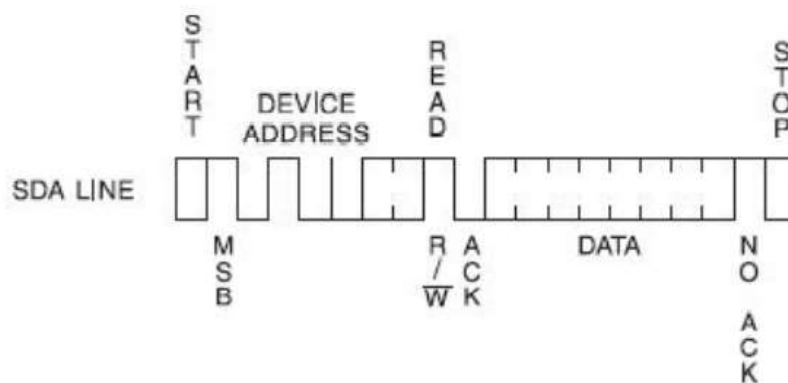 START
READ
STOP
DEVICE
ADDRESS
SDA LINE
MSB
R/W
ACK
DATA
NO ACK